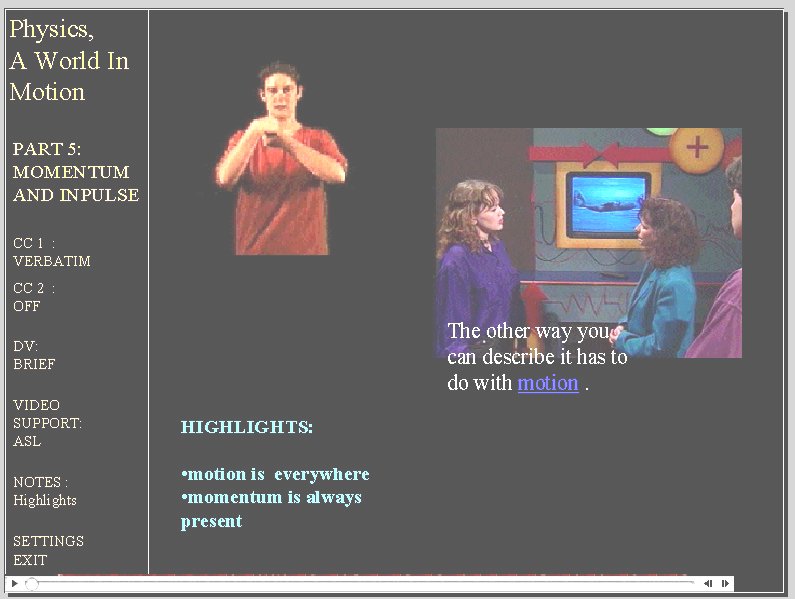 Physics,
A World In
Motion
PART 5:
MOMENTUM
AND INPULSE
CC 1 :
VERBATIM
CC 2 :
OFF
DV:
BRIEF
VIDEO
SUPPORT:
ASL
NOTES :
Highlights
SETTINGS
EXIT
The other way you
can describe it has to
do with motion .
HIGHLIGHTS:
•motion is everywhere
•momentum is always
present